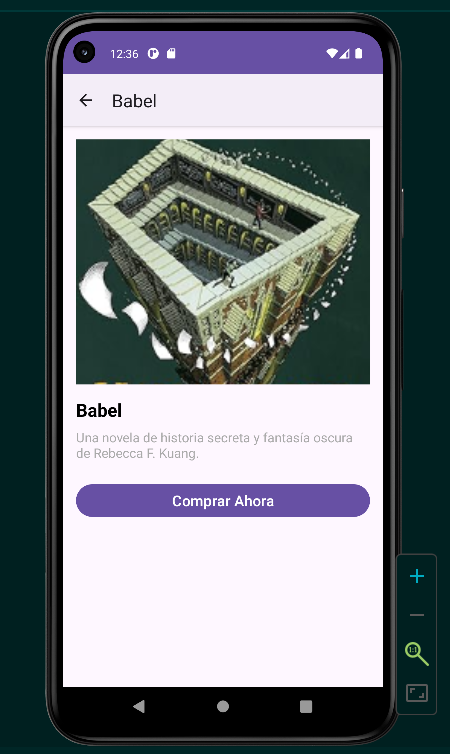 12:36
Babel
Babel
Una novela de historia secreta y fantasía oscura
de Rebecca F. Kuang.
Comprar Ahora
1:1